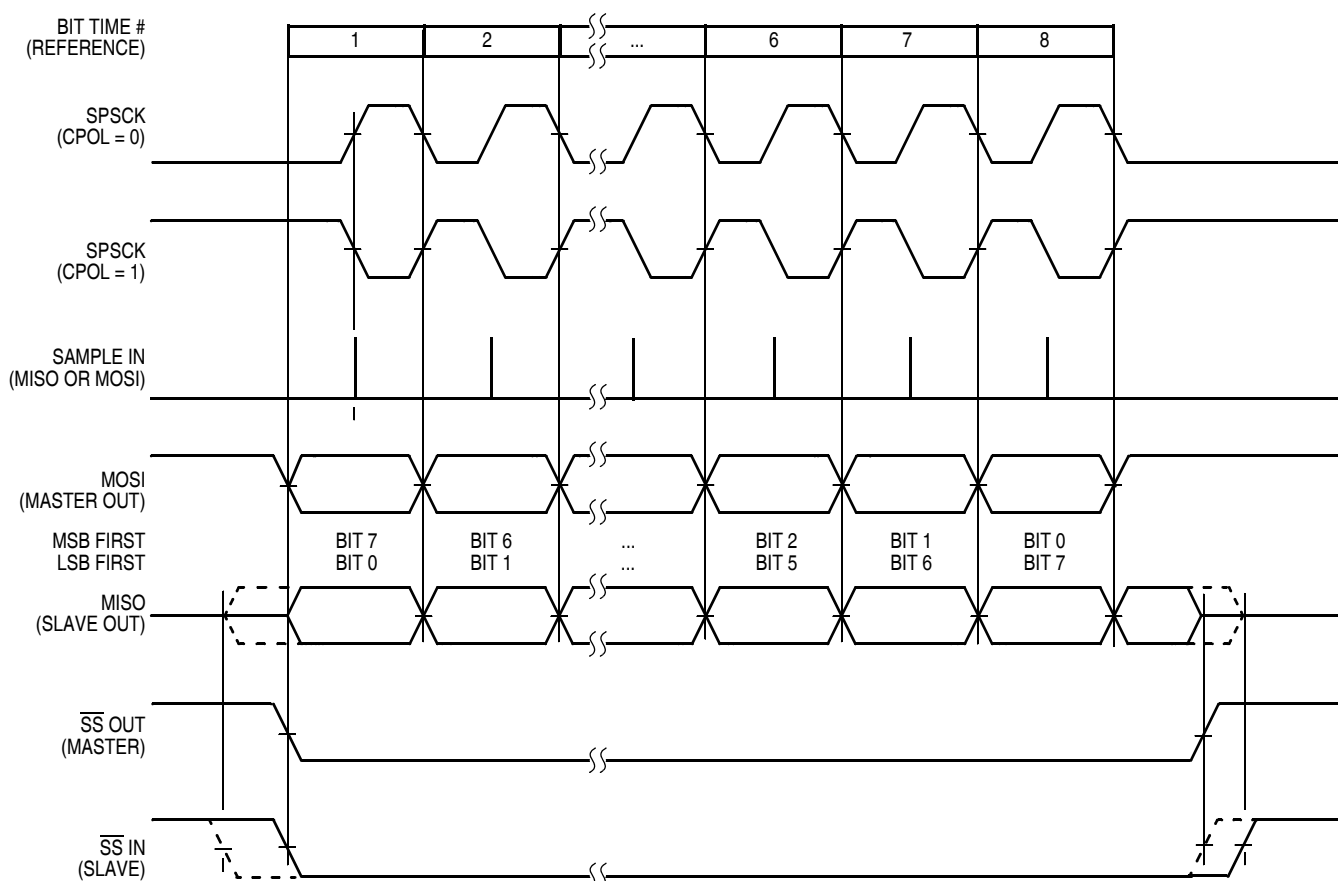 BIT TIME #
(REFERENCE)
1 2 ... 6 7 8
SPSCK
(CPOL = 0)
SPSCK
(CPOL = 1)
SAMPLE IN
(MISO OR MOSI)
MOSI
(MASTER OUT)
MSB FIRST BIT 7 BIT 6 ... BIT 2 BIT 1 BIT 0
LSB FIRST BIT 0 BIT 1 ... BIT 5 BIT 6 BIT 7
MISO
(SLAVE OUT)
SS OUT
(MASTER)
SS IN
(SLAVE)